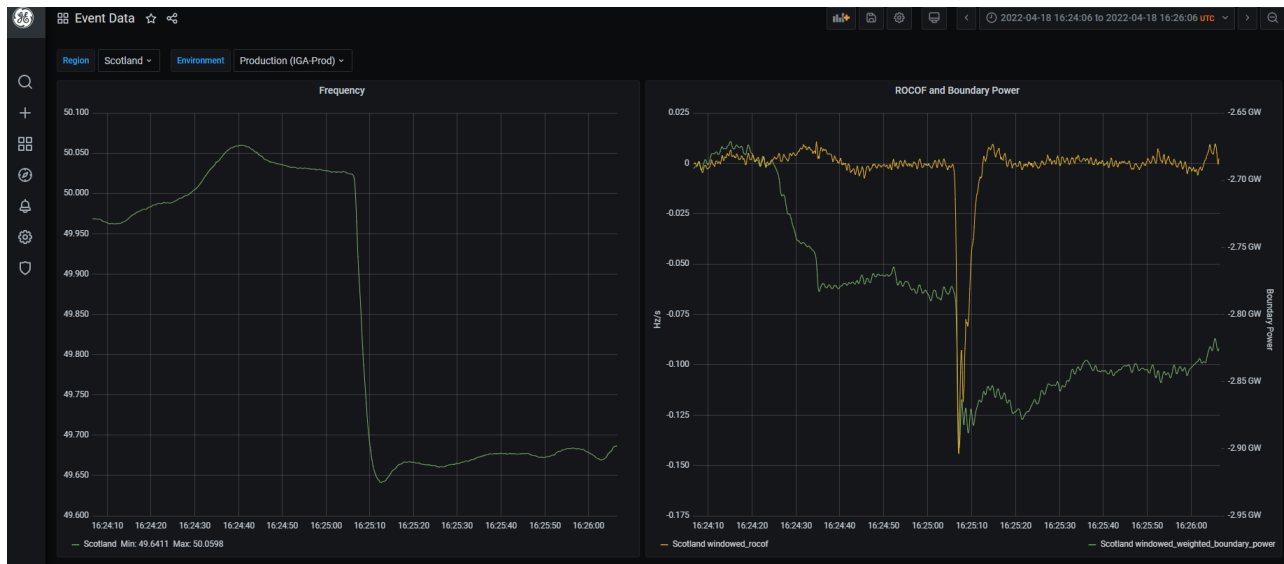 Event Data
2022-04-18 16:24:06 to 2022-04-18 16:26:06 UTC
Region Scotland Environment Production (IGA-Prod)
Frequency
50.100
50.050
50.000
49.950
49.900
49.850
49.800
49.750
49.700
49.650
49.600
16:24:10 16:24:20 16:24:30 16:24:40 16:24:50 16:25:00 16:25:10 16:25:20 16:25:30 16:25:40 16:25:50 16:26:00
Scotland Min: 49.6411 Max: 50.0598
ROCOF and Boundary Power
0.025
0
-0.025
-0.050
-0.075
-0.100
-0.125
-0.150
-0.175
Hz/s
-2.65 GW
-2.70 GW
-2.75 GW
-2.80 GW
-2.85 GW
-2.90 GW
-2.95 GW
Boundary Power
16:24:10 16:24:20 16:24:30 16:24:40 16:24:50 16:25:00 16:25:10 16:25:20 16:25:30 16:25:40 16:25:50 16:26:00
Scotland windowed_rocof
Scotland windowed_weighted_boundary_power